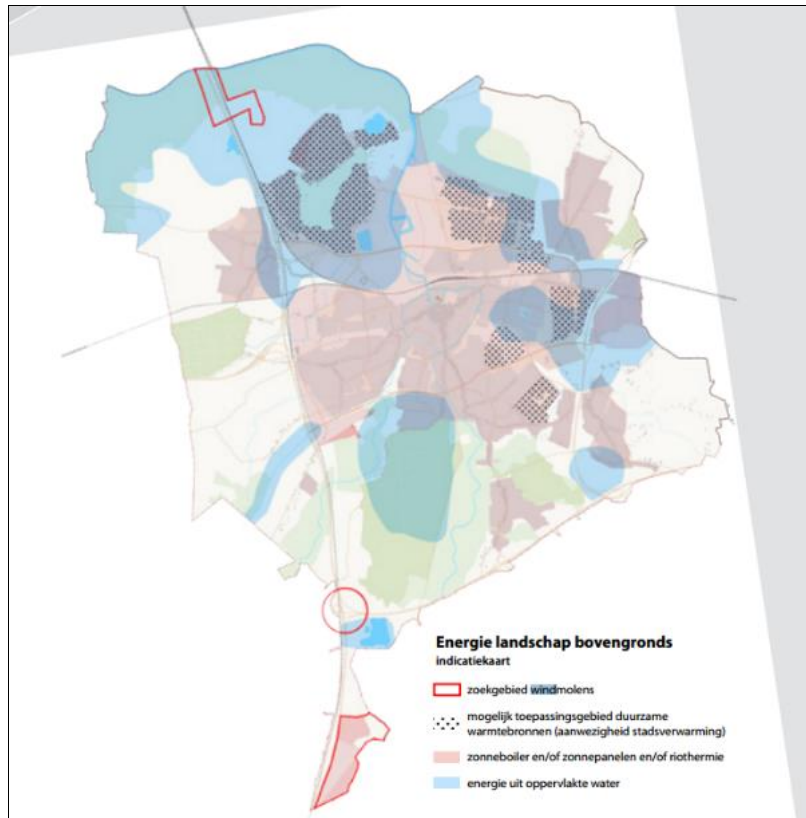 Energie landschap bovengronds
indicatiekaart
zoekgebied windmolens
mogelijk toepassingsgebied duurzame
warmtebronnen (aanwezigheid stadsverwarming)
zonneboiler en/of zonnepanelen en/of riothermie
energie uit oppervlakte water